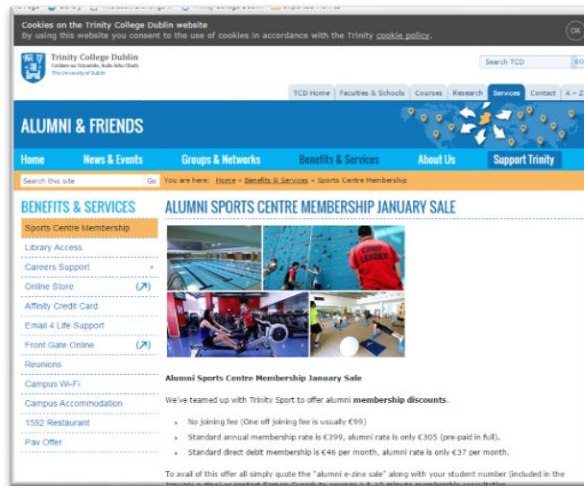 Cookies on the Trinity College Dublin website
By using this website you consent to the use of cookies in accordance with the Trinity cookie policy.
OK
Trinity College Dublin
Coláiste na Tríonóide, Baile Átha Cliath
The University of Dublin
Search TCD
TCD Home Faculties & Schools Courses Research Services Contact A – Z
ALUMNI & FRIENDS
Home News & Events Groups & Networks Benefits & Services About Us Support Trinity
Search this site Go You are here: Home » Benefits & Services » Sports Centre Membership
BENEFITS & SERVICES
Sports Centre Membership
Library Access
Careers Support
Online Store
Affinity Credit Card
Email 4 Life Support
Front Gate Online
Reunions
Campus Wi-Fi
Campus Accommodation
1592 Restaurant
Pav Offer
ALUMNI SPORTS CENTRE MEMBERSHIP JANUARY SALE
CAMP LEADER
Alumni Sports Centre Membership January Sale
We've teamed up with Trinity Sport to offer alumni membership discounts.
No joining fee (One off joining fee is usually €99)
Standard annual membership rate is €399, alumni rate is only €305 (pre-paid in full).
Standard direct debit membership is €46 per month, alumni rate is only €37 per month.
To avail of this offer all simply quote the "alumni e-zine sale" along with your student number (included in the